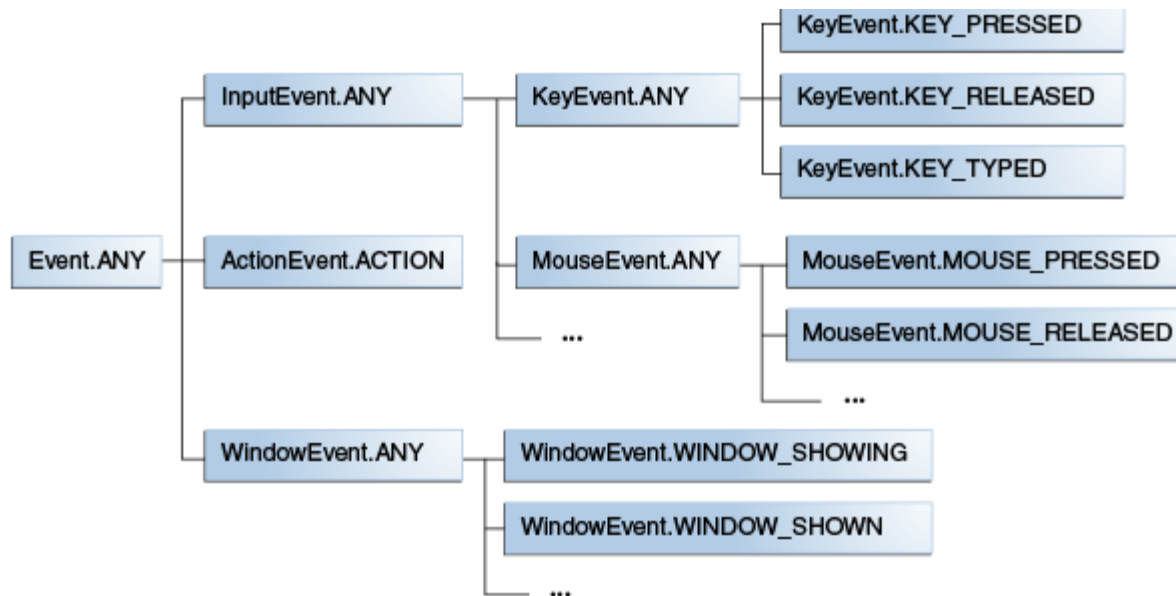 KeyEvent.KEY_PRESSED
InputEvent.ANY
KeyEvent.ANY
KeyEvent.KEY_RELEASED
KeyEvent.KEY_TYPED
Event.ANY
ActionEvent.ACTION
MouseEvent.ANY
MouseEvent.MOUSE_PRESSED
...
MouseEvent.MOUSE_RELEASED
...
WindowEvent.ANY
WindowEvent.WINDOW_SHOWING
WindowEvent.WINDOW_SHOWN
...